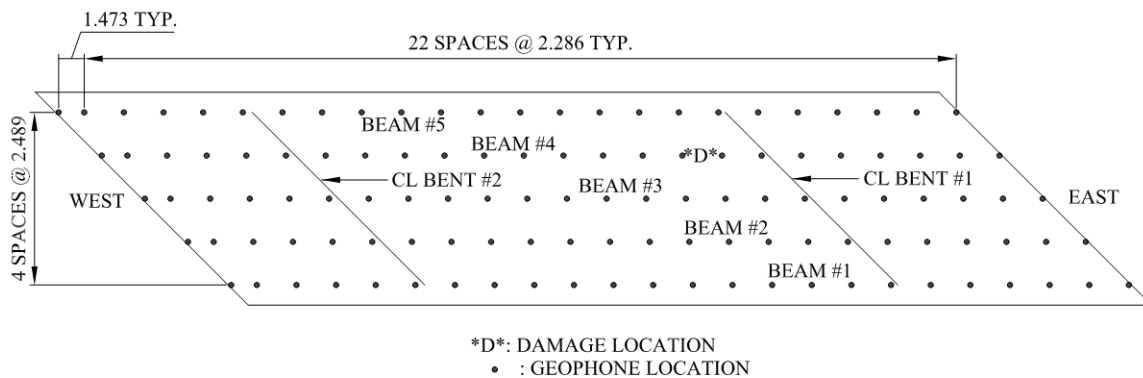 1.473 TYP.
22 SPACES @ 2.286 TYP.
4 SPACES @ 2.489
BEAM #5
BEAM #4
*D*
WEST
CL BENT #2
BEAM #3
CL BENT #1
EAST
BEAM #2
BEAM #1
*D*: DAMAGE LOCATION
: GEOPHONE LOCATION